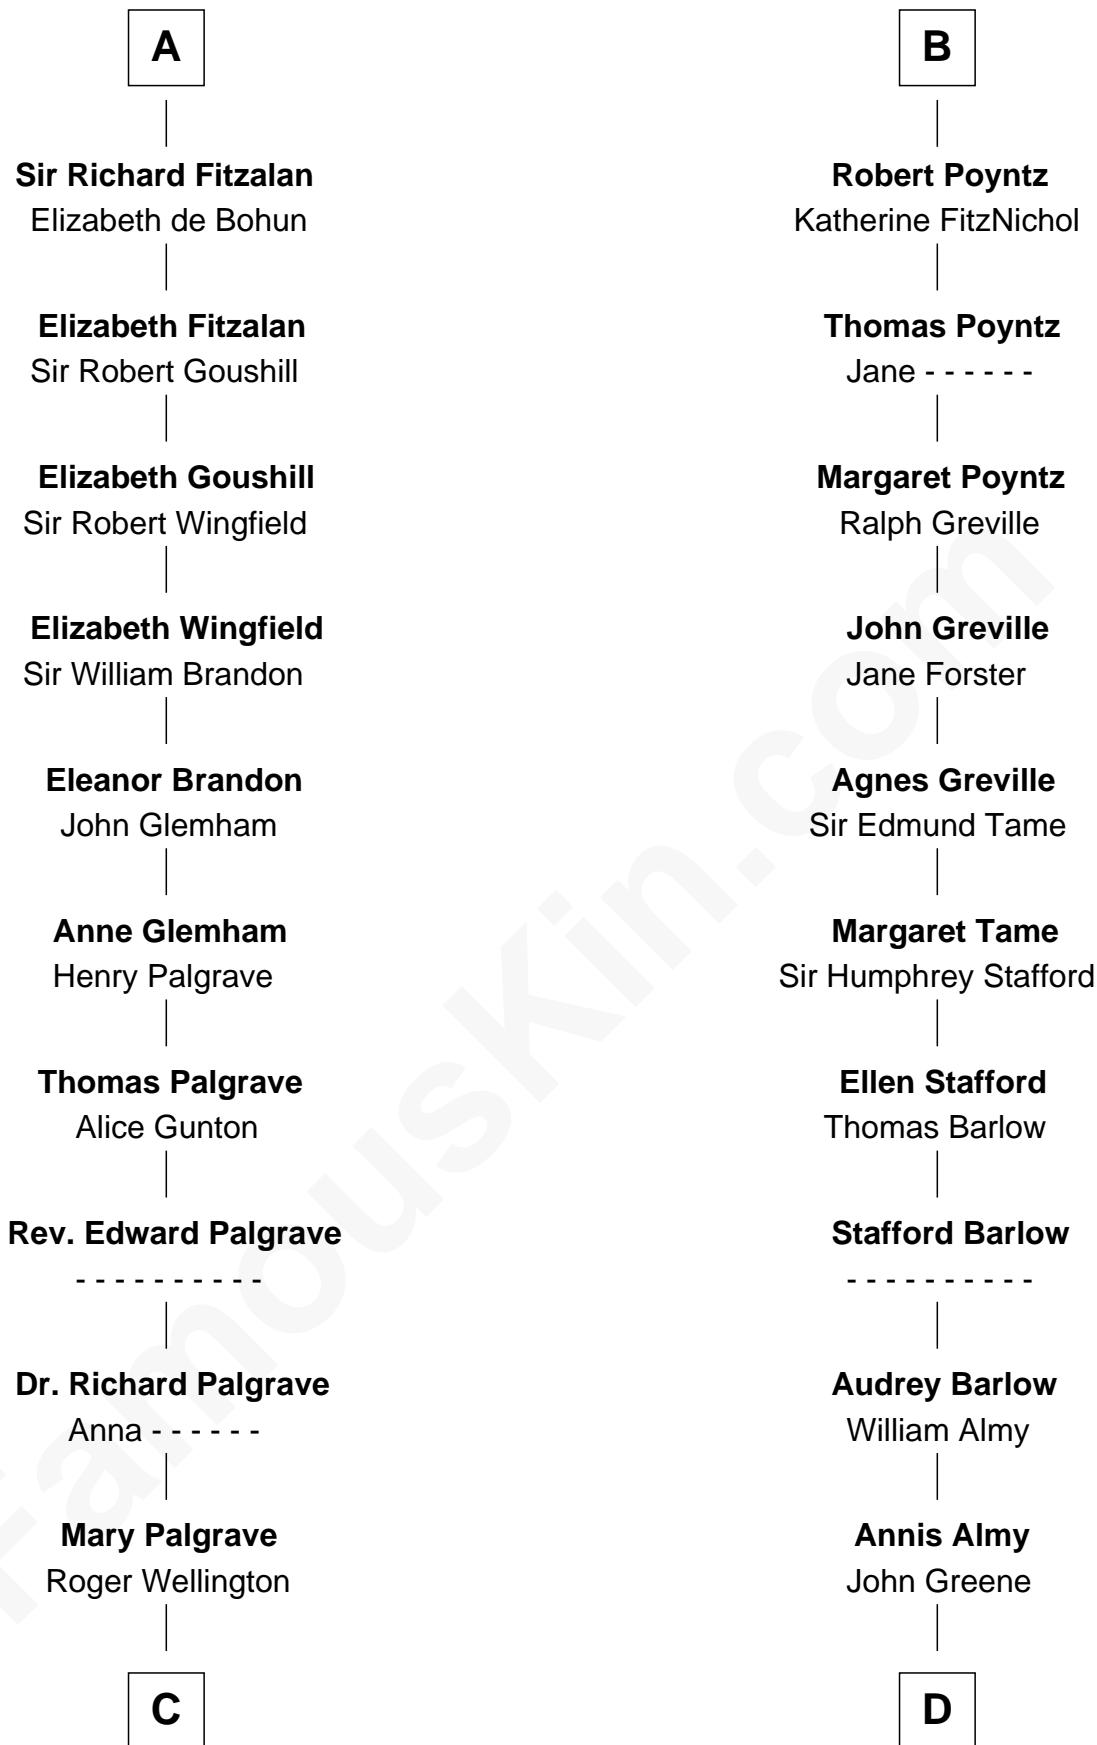 A
Sir Richard Fitzalan
Elizabeth de Bohun
Elizabeth Fitzalan
Sir Robert Goushill
Elizabeth Goushill
Sir Robert Wingfield
Elizabeth Wingfield
Sir William Brandon
Eleanor Brandon
John Glemham
Anne Glemham
Henry Palgrave
Thomas Palgrave
Alice Gunton
Rev. Edward Palgrave
- - - - - - - - - -
Dr. Richard Palgrave
Anna - - - - - -
Mary Palgrave
Roger Wellington
C
B
Robert Poyntz
Katherine FitzNichol
Thomas Poyntz
Jane - - - - - -
Margaret Poyntz
Ralph Greville
John Greville
Jane Forster
Agnes Greville
Sir Edmund Tame
Margaret Tame
Sir Humphrey Stafford
Ellen Stafford
Thomas Barlow
Stafford Barlow
- - - - - - - - - -
Audrey Barlow
William Almy
Annis Almy
John Greene
D
FamousKin.com